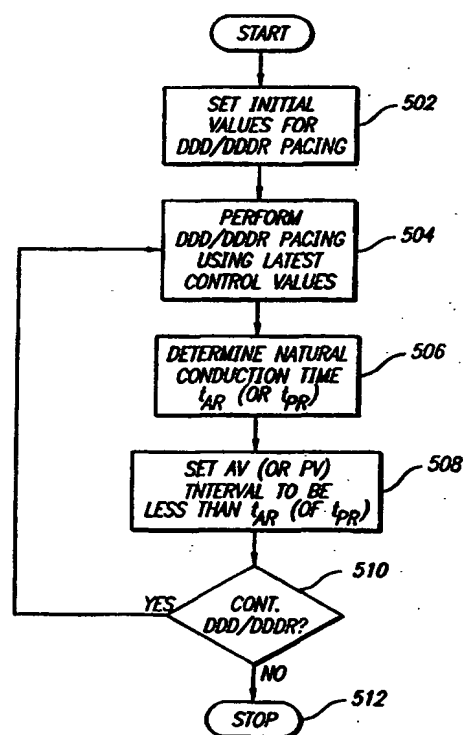 START
SET INITIAL
VALUES FOR
DDD/DDDR PACING
502
PERFORM
DDD/DDDR PACING
USING LATEST
CONTROL VALUES
504
DETERMINE NATURAL
CONDUCTION TIME
tAR (OR tPR)
506
SET AV (OR PV)
INTERVAL TO BE
LESS THAN tAR (OF tPR)
508
CONT.
DDD/DDDR?
510
YES
NO
STOP
512